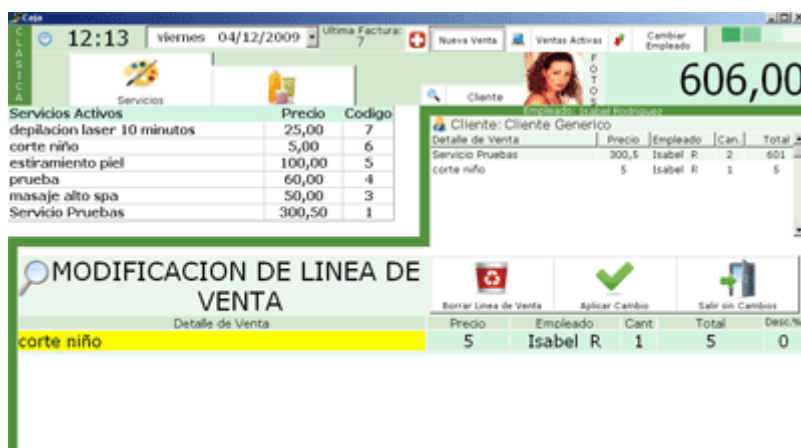 Caja
CLASICA
12:13
viernes 04/12/2009
Ultima Factura:
7
Nueva Venta
Ventas Activas
Cambiar
Empleado
FOTOS
606,00
Servicios
Cliente
Empleado: Isabel Rodriguez
Servicios Activos Precio Codigo
depilacion laser 10 minutos 25,00 7
corte niño 5,00 6
estiramiento piel 100,00 5
prueba 60,00 4
masaje alto spa 50,00 3
Servicio Pruebas 300,50 1
Cliente: Cliente Generico
Detalle de Venta Precio Empleado Can. Total
Servicio Pruebas 300,5 Isabel R 2 601
corte niño 5 Isabel R 1 5
MODIFICACION DE LINEA DE
VENTA
Borrar Linea de Venta
Aplicar Cambio
Salir sin Cambios
Detalle de Venta Precio Empleado Cant Total Desc.%
corte niño 5 Isabel R 1 5 0